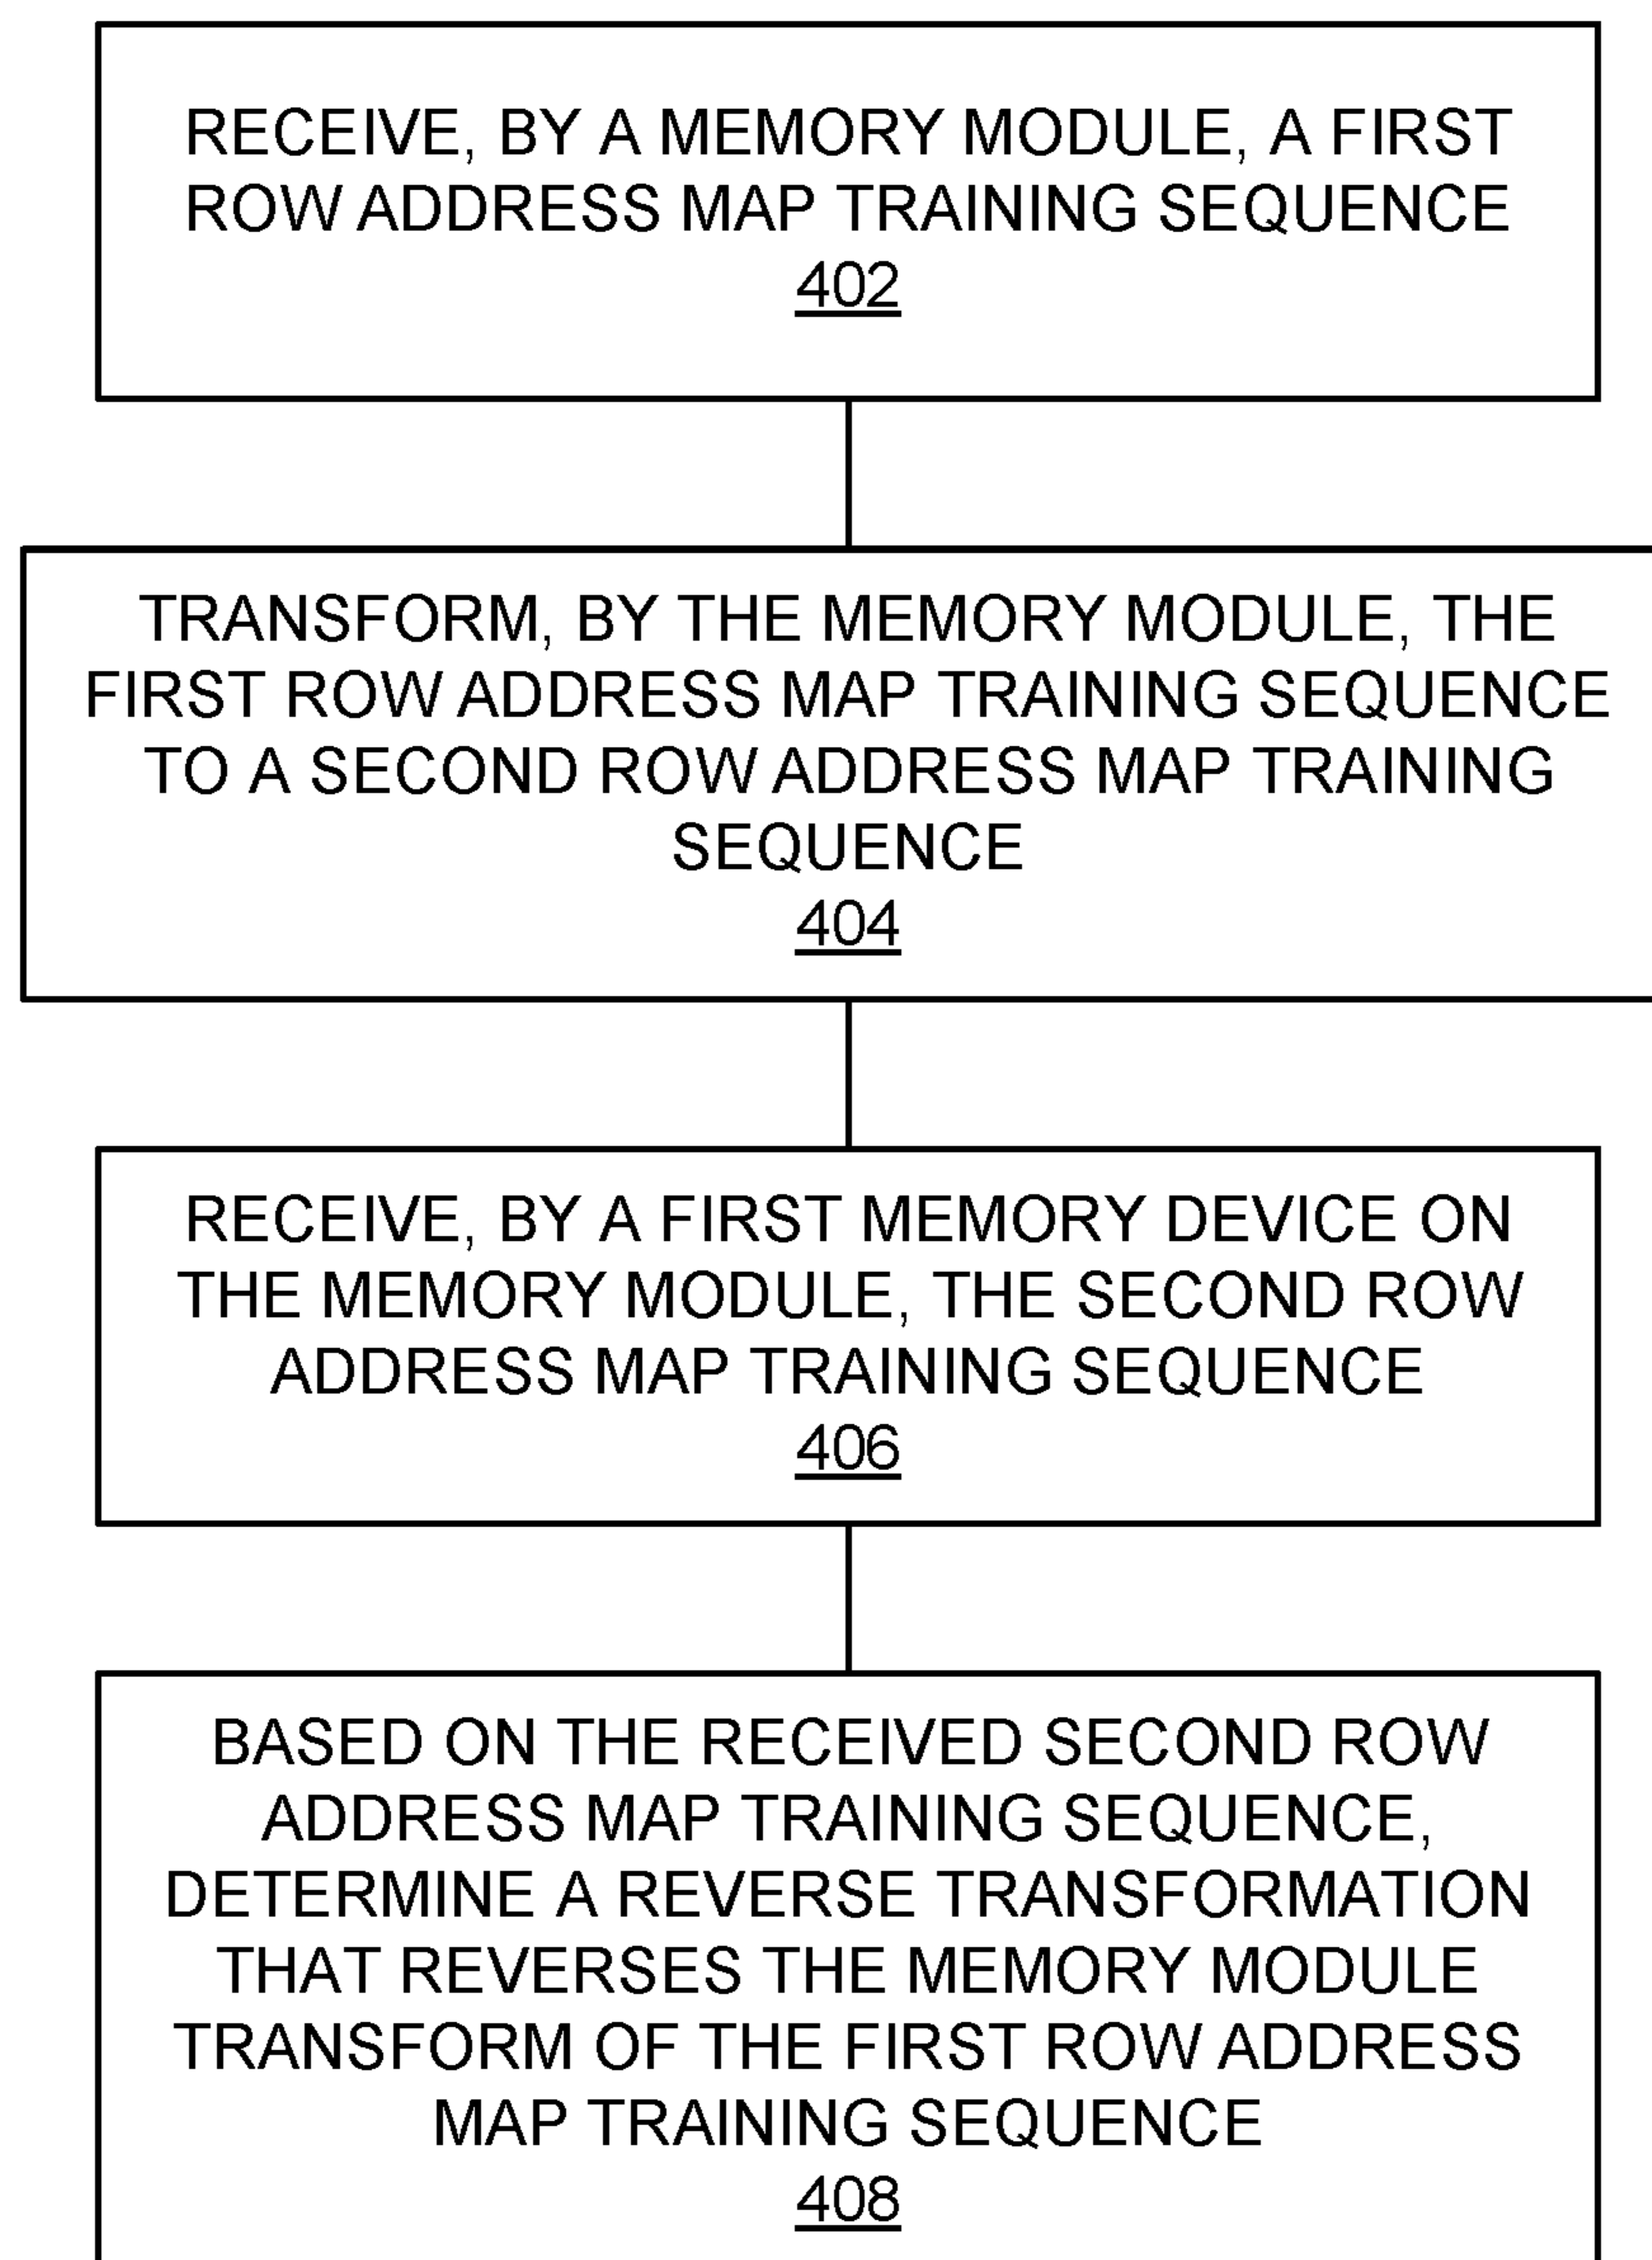 RECEIVE, BY A MEMORY MODULE, A FIRST
ROW ADDRESS MAP TRAINING SEQUENCE
402
TRANSFORM, BY THE MEMORY MODULE, THE
FIRST ROW ADDRESS MAP TRAINING SEQUENCE
TO A SECOND ROW ADDRESS MAP TRAINING
SEQUENCE
404
RECEIVE, BY A FIRST MEMORY DEVICE ON
THE MEMORY MODULE, THE SECOND ROW
ADDRESS MAP TRAINING SEQUENCE
406
BASED ON THE RECEIVED SECOND ROW
ADDRESS MAP TRAINING SEQUENCE,
DETERMINE A REVERSE TRANSFORMATION
THAT REVERSES THE MEMORY MODULE
TRANSFORM OF THE FIRST ROW ADDRESS
MAP TRAINING SEQUENCE
408